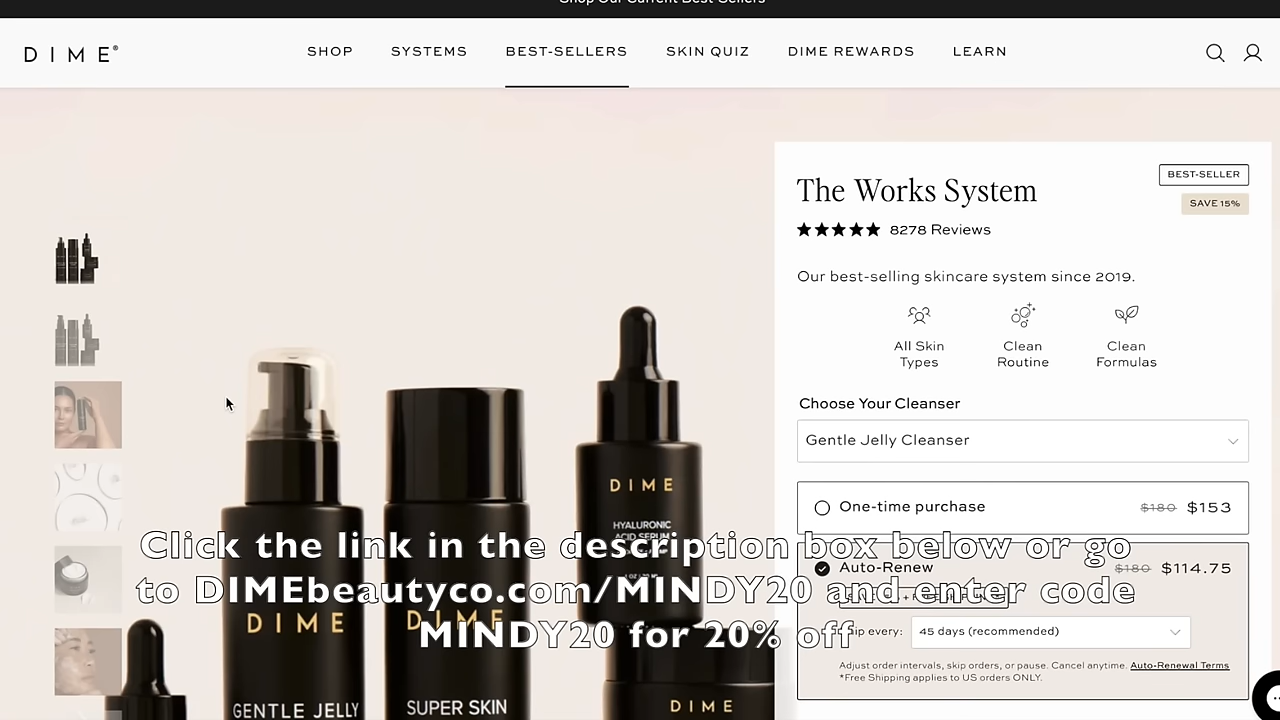 Shop Our Current Best-Sellers
DIME®
SHOP
SYSTEMS
BEST-SELLERS
SKIN QUIZ
DIME REWARDS
LEARN
BEST-SELLER
The Works System
SAVE 15%
8278 Reviews
Our best-selling skincare system since 2019.
All Skin
Types
Clean
Routine
Clean
Formulas
Choose Your Cleanser
Gentle Jelly Cleanser
One-time purchase $180 $153
Auto-Renew $180 $114.75
Ship every: 45 days (recommended)
Adjust order intervals, skip orders, or pause. Cancel anytime. Auto-Renewal Terms
*Free Shipping applies to US orders ONLY.
DIME
HYALURONIC
ACID SERUM
DIME
GENTLE JELLY
DIME
SUPER SKIN
DIME
Click the link in the description box below or go
to DIMEbeautyco.com/MINDY20 and enter code
MINDY20 for 20% off